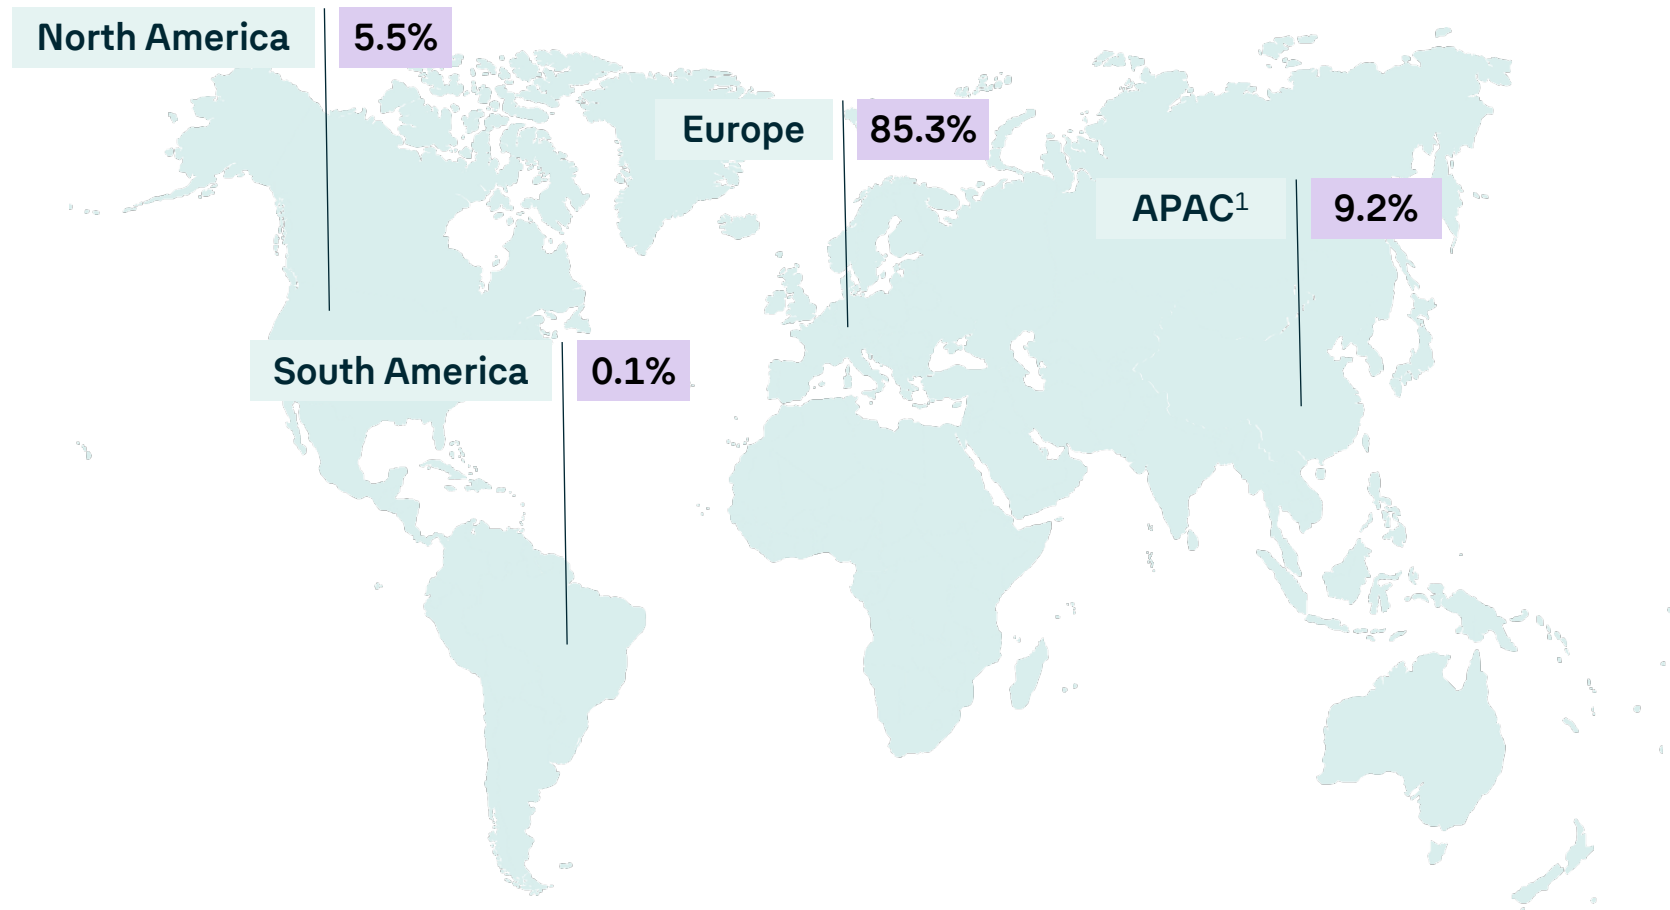 North America 5.5%
Europe 85.3%
APAC¹ 9.2%
South America 0.1%